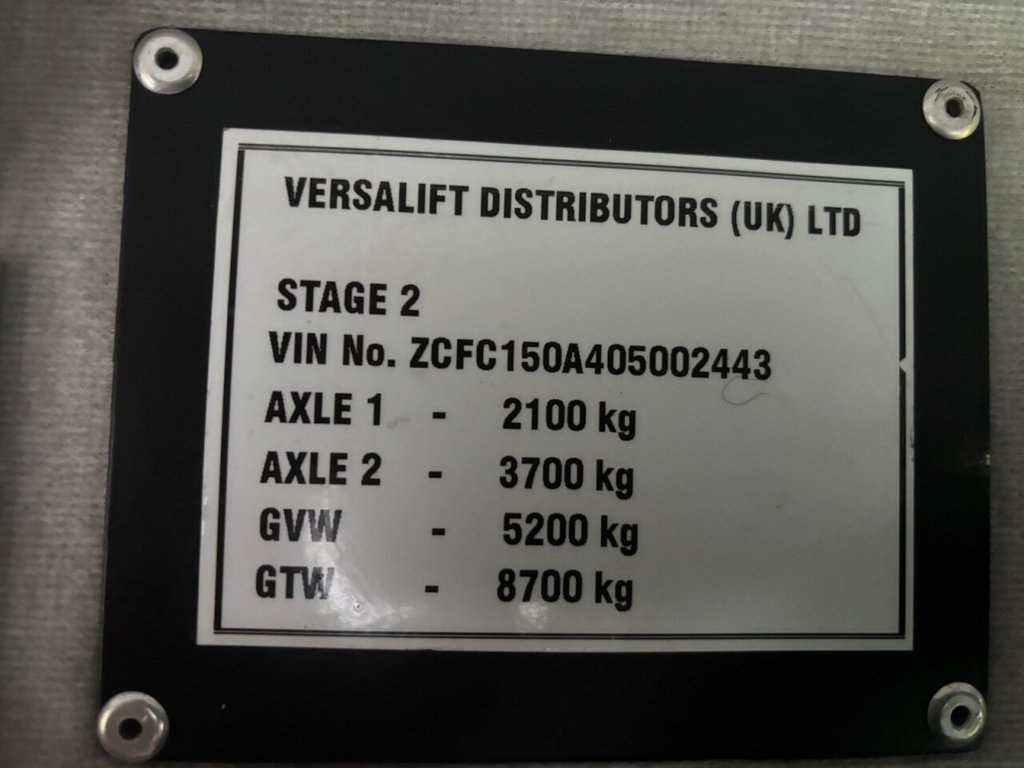 VERSALIFT DISTRIBUTORS (UK) LTD
STAGE 2
VIN No. ZCFC150A405002443
AXLE 1 - 2100 kg
AXLE 2 - 3700 kg
GVW - 5200 kg
GTW - 8700 kg